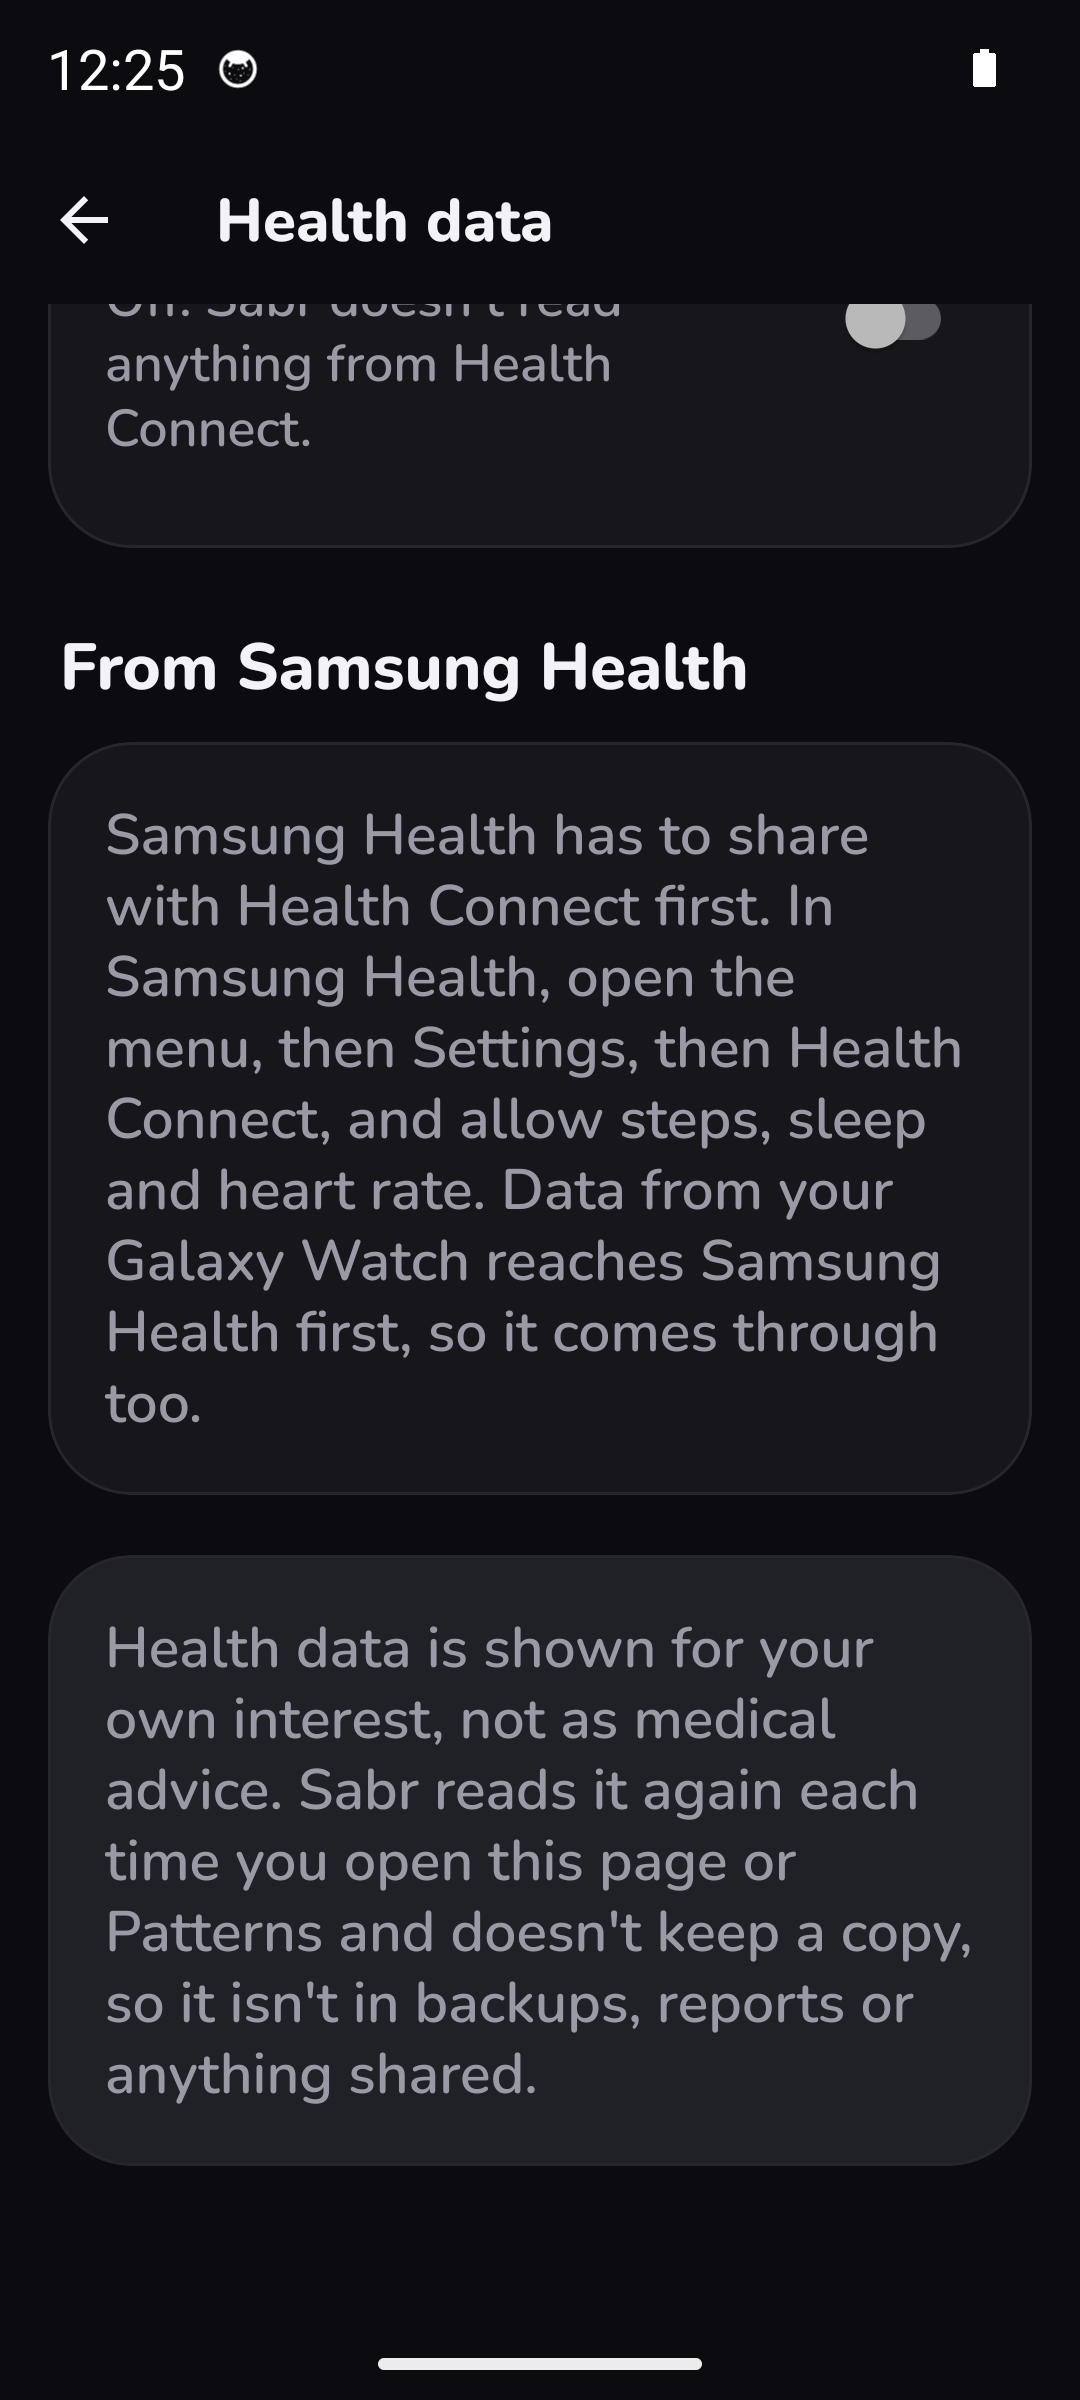 12:25
Health data
Off. Sabr doesn't read
anything from Health
Connect.
From Samsung Health
Samsung Health has to share
with Health Connect first. In
Samsung Health, open the
menu, then Settings, then Health
Connect, and allow steps, sleep
and heart rate. Data from your
Galaxy Watch reaches Samsung
Health first, so it comes through
too.
Health data is shown for your
own interest, not as medical
advice. Sabr reads it again each
time you open this page or
Patterns and doesn't keep a copy,
so it isn't in backups, reports or
anything shared.